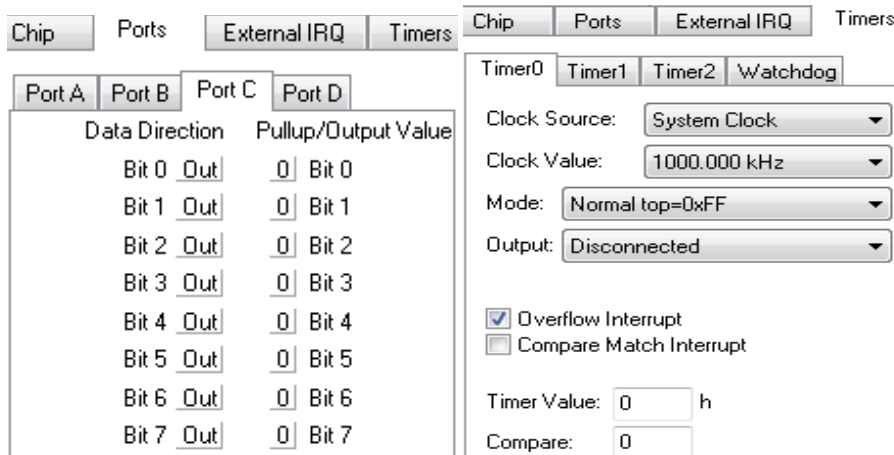 Chip Ports External IRQ Timers
Port A Port B Port C Port D
Data Direction Pullup/Output Value
Bit 0 Out 0 Bit 0
Bit 1 Out 0 Bit 1
Bit 2 Out 0 Bit 2
Bit 3 Out 0 Bit 3
Bit 4 Out 0 Bit 4
Bit 5 Out 0 Bit 5
Bit 6 Out 0 Bit 6
Bit 7 Out 0 Bit 7
Chip Ports External IRQ Timers
Timer0 Timer1 Timer2 Watchdog
Clock Source: System Clock
Clock Value: 1000.000 kHz
Mode: Normal top=0xFF
Output: Disconnected
Overflow Interrupt
Compare Match Interrupt
Timer Value: 0 h
Compare: 0